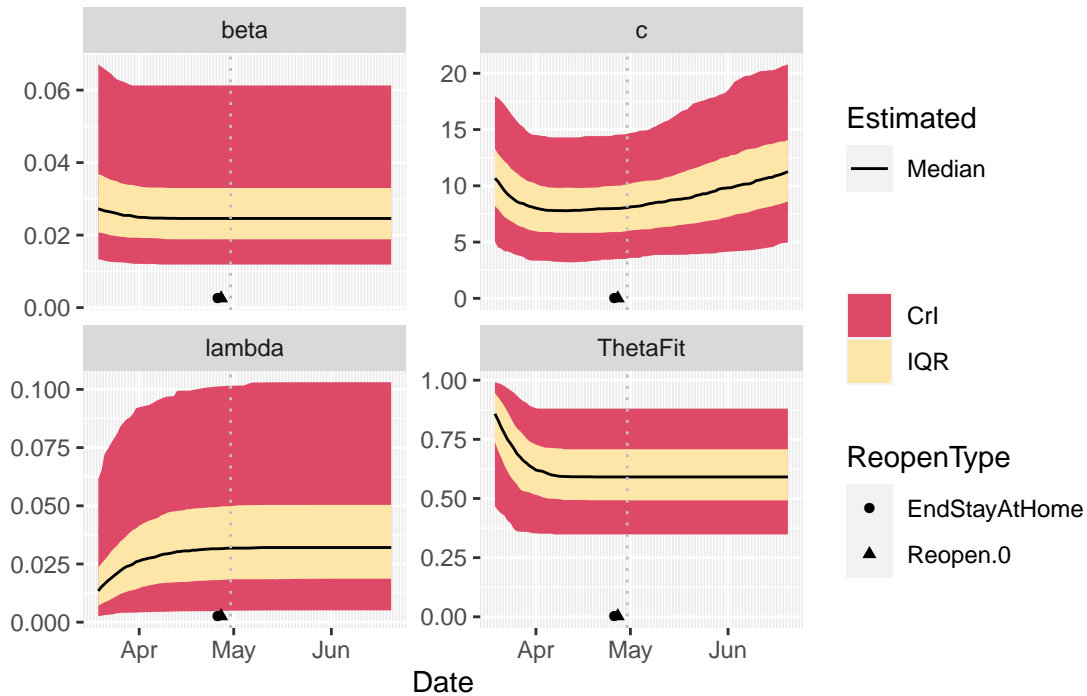 beta
c
0.06
0.04
0.02
0.00
20
15
10
5
0
lambda
ThetaFit
0.100
0.075
0.050
0.025
0.000
1.00
0.75
0.50
0.25
0.00
Apr May Jun
Apr May Jun
Date
Estimated
Median
CrI
IQR
ReopenType
EndStayAtHome
Reopen.0